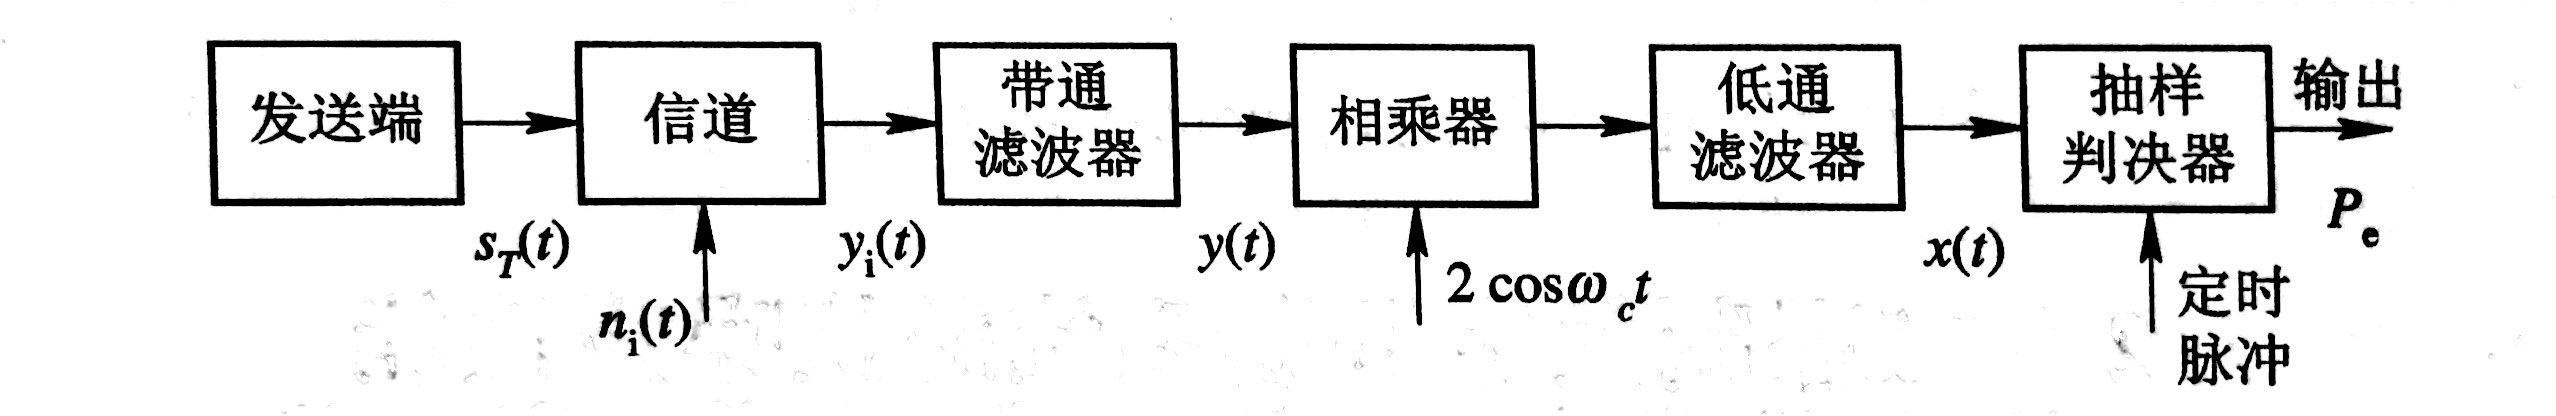 发送端
信道
带通
滤波器
相乘器
低通
滤波器
抽样
判决器
输出
s_T(t)
n_i(t)
y_i(t)
y(t)
2 cosω_c t
x(t)
P_e
定时
脉冲